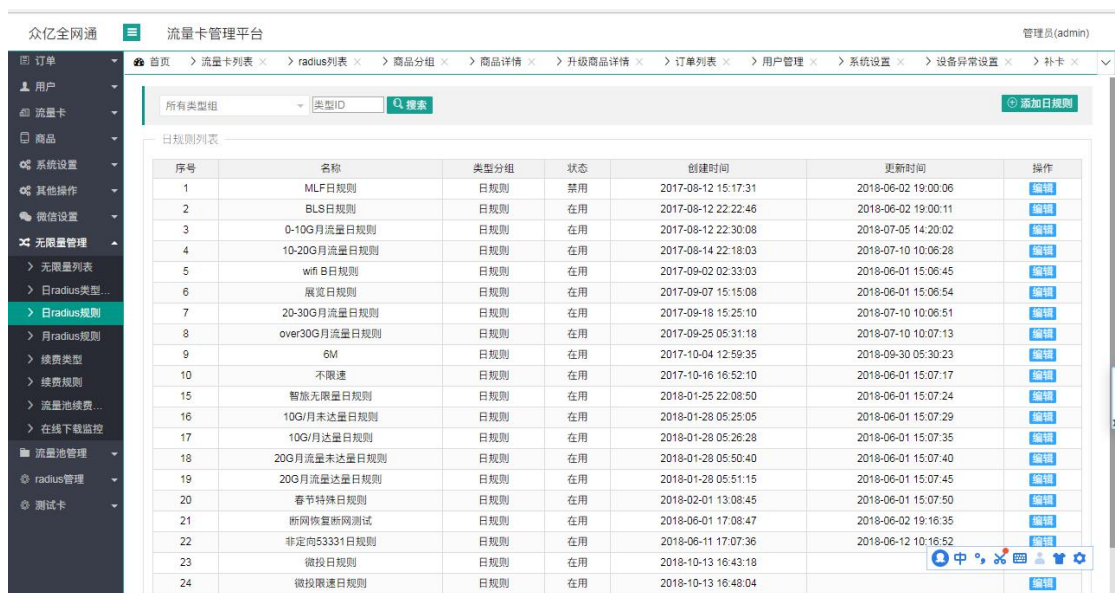 众亿全网通 流量卡管理平台 管理员(admin)
订单
首页 流量卡列表 radius列表 商品分组 商品详情 升级商品详情 订单列表 用户管理 系统设置 设备异常设置 补卡
用户
流量卡
商品
系统设置
其他操作
微信设置
无限量管理
无限量列表
日radius类型...
日radius规则
月radius规则
续费类型
续费规则
流量池续费...
在线下载监控
流量池管理
radius管理
测试卡
所有类型组 类型ID 搜索 添加日规则
日规则列表
序号 名称 类型分组 状态 创建时间 更新时间 操作
1 MLF日规则 日规则 禁用 2017-08-12 15:17:31 2018-06-02 19:00:06 编辑
2 BLS日规则 日规则 在用 2017-08-12 22:22:46 2018-06-02 19:00:11 编辑
3 0-10G月流量日规则 日规则 在用 2017-08-12 22:30:08 2018-07-05 14:20:02 编辑
4 10-20G月流量日规则 日规则 在用 2017-08-14 22:18:03 2018-07-10 10:06:28 编辑
5 wifi B日规则 日规则 在用 2017-09-02 02:33:03 2018-06-01 15:06:45 编辑
6 展览日规则 日规则 在用 2017-09-07 15:15:08 2018-06-01 15:06:54 编辑
7 20-30G月流量日规则 日规则 在用 2017-09-18 15:25:10 2018-07-10 10:06:51 编辑
8 over30G月流量日规则 日规则 在用 2017-09-25 05:31:18 2018-07-10 10:07:13 编辑
9 6M 日规则 在用 2017-10-04 12:59:35 2018-09-30 05:30:23 编辑
10 不限速 日规则 在用 2017-10-16 16:52:10 2018-06-01 15:07:17 编辑
15 智旅无限量日规则 日规则 在用 2018-01-25 22:08:50 2018-06-01 15:07:24 编辑
16 10G/月未达量日规则 日规则 在用 2018-01-28 05:25:05 2018-06-01 15:07:29 编辑
17 10G/月达量日规则 日规则 在用 2018-01-28 05:26:28 2018-06-01 15:07:35 编辑
18 20G月流量未达量日规则 日规则 在用 2018-01-28 05:50:40 2018-06-01 15:07:40 编辑
19 20G月流量达量日规则 日规则 在用 2018-01-28 05:51:15 2018-06-01 15:07:45 编辑
20 春节特殊日规则 日规则 在用 2018-02-01 13:08:45 2018-06-01 15:07:50 编辑
21 断网恢复断网测试 日规则 在用 2018-06-01 17:08:47 2018-06-02 19:16:35 编辑
22 非定向53331日规则 日规则 在用 2018-06-11 17:07:36 2018-06-12 10:16:52 编辑
23 微投日规则 日规则 在用 2018-10-13 16:43:18
24 微投限速日规则 日规则 在用 2018-10-13 16:48:04 编辑
中